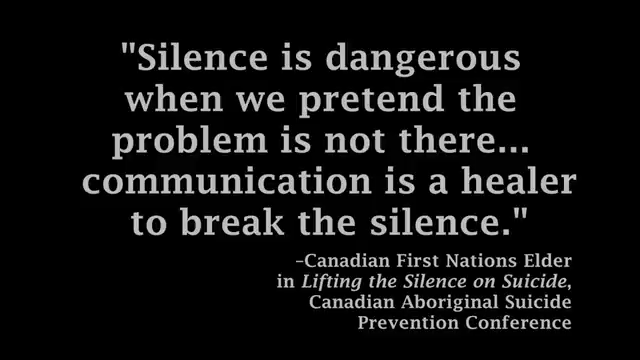 "Silence is dangerous
when we pretend the
problem is not there...
communication is a healer
to break the silence."
–Canadian First Nations Elder
in Lifting the Silence on Suicide,
Canadian Aboriginal Suicide
Prevention Conference